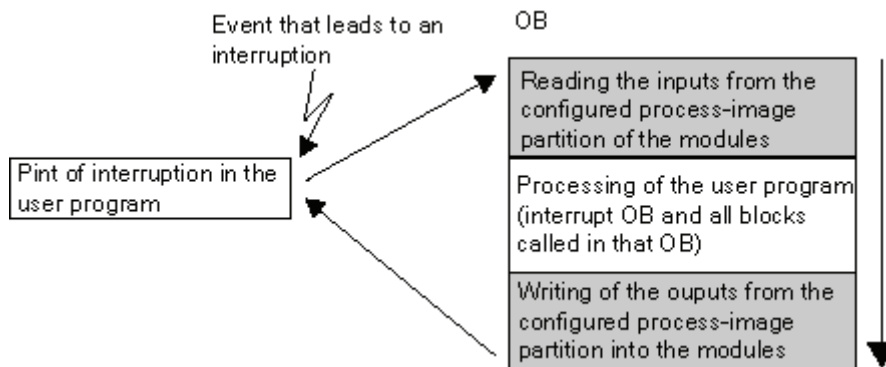 Event that leads to an
interruption
OB
Reading the inputs from the
configured process-image
partition of the modules
Pint of interruption in the
user program
Processing of the user program
(interrupt OB and all blocks
called in that OB)
Writing of the ouputs from the
configured process-image
partition into the modules